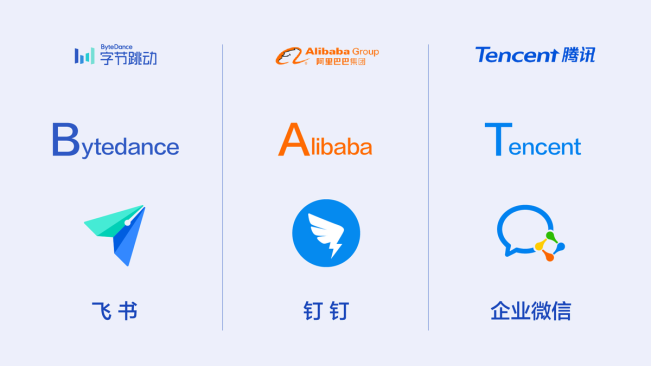 ByteDance
字节跳动
Bytedance
飞书
Alibaba Group
阿里巴巴集团
Alibaba
钉钉
Tencent 腾讯
Tencent
企业微信